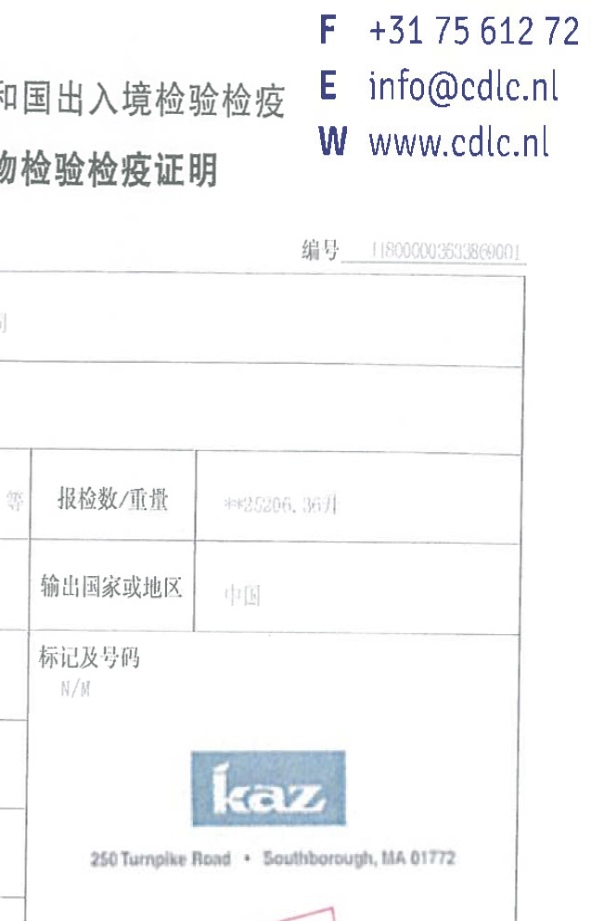 F +31 75 612 72
E info@cdlc.nl
W www.cdlc.nl
和国出入境检验检疫
物检验检疫证明
编号
等 报检数/重量 **25206.36升
输出国家或地区 中国
标记及号码
N/M
kaz
250 Turnpike Road • Southborough, MA 01772